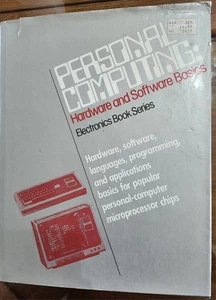 PERSONAL
COMPUTING:
Hardware and Software Basics
Electronics Book Series
Hardware, software,
languages, programming,
and applications
basics for popular
personal-computer
microprocessor chips